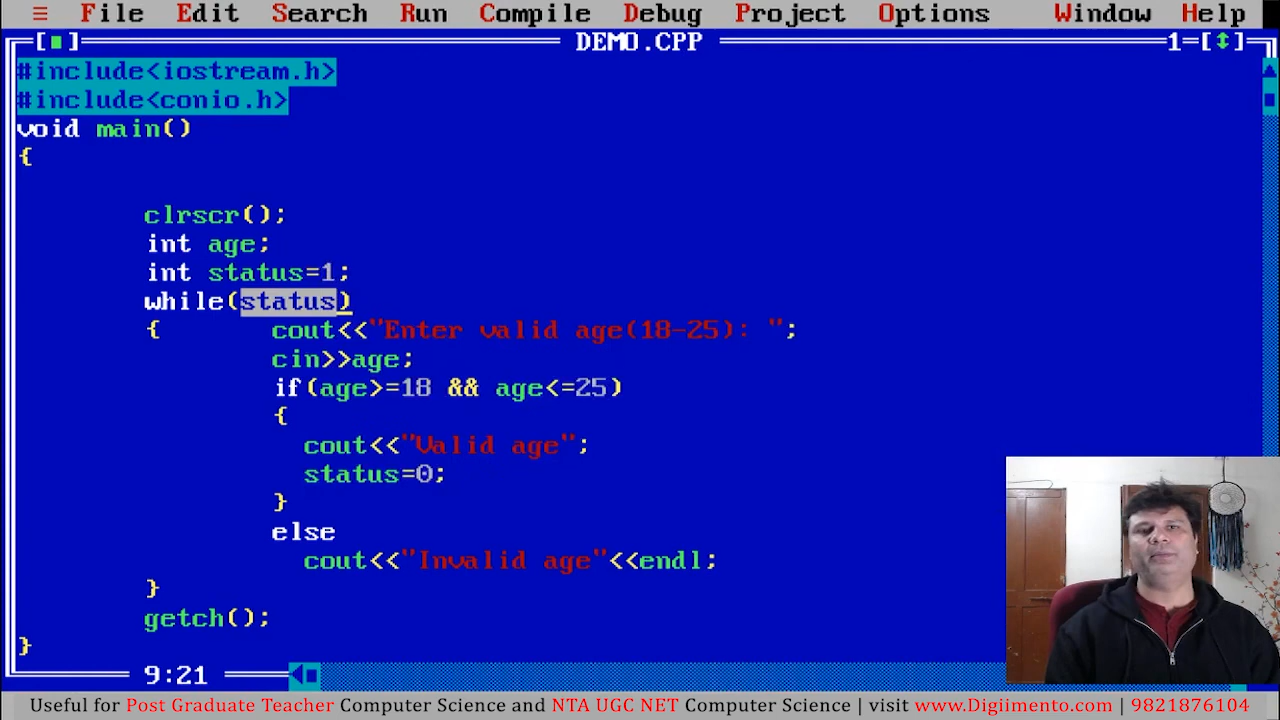 ≡ File Edit Search Run Compile Debug Project Options Window Help
[■] DEMO.CPP 1=[↕]
#include<iostream.h>
#include<conio.h>
void main()
{
clrscr();
int age;
int status=1;
while(status)
{ cout<<"Enter valid age(18-25): ";
cin>>age;
if(age>=18 && age<=25)
{
cout<<"Valid age";
status=0;
}
else
cout<<"Invalid age"<<endl;
}
getch();
}
9:21
Useful for Post Graduate Teacher Computer Science and NTA UGC NET Computer Science | visit www.Digiimento.com | 9821876104